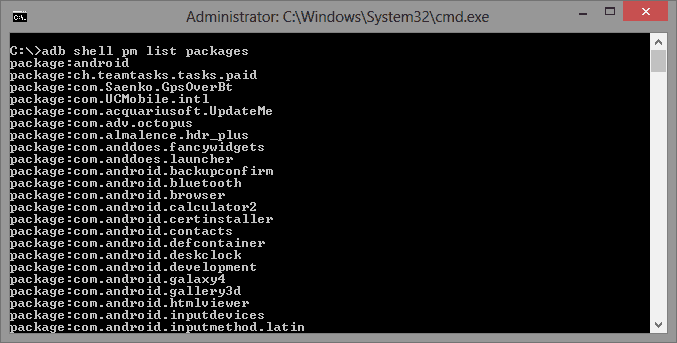 Administrator: C:\Windows\System32\cmd.exe
C:\>adb shell pm list packages
package:android
package:ch.teamtasks.tasks.paid
package:com.Saenko.GpsOverBt
package:com.UCMobile.intl
package:com.acquariusoft.UpdateMe
package:com.adv.octopus
package:com.almalence.hdr_plus
package:com.anddoes.fancywidgets
package:com.anddoes.launcher
package:com.android.backupconfirm
package:com.android.bluetooth
package:com.android.browser
package:com.android.calculator2
package:com.android.certinstaller
package:com.android.contacts
package:com.android.defcontainer
package:com.android.deskclock
package:com.android.development
package:com.android.galaxy4
package:com.android.gallery3d
package:com.android.htmlviewer
package:com.android.inputdevices
package:com.android.inputmethod.latin